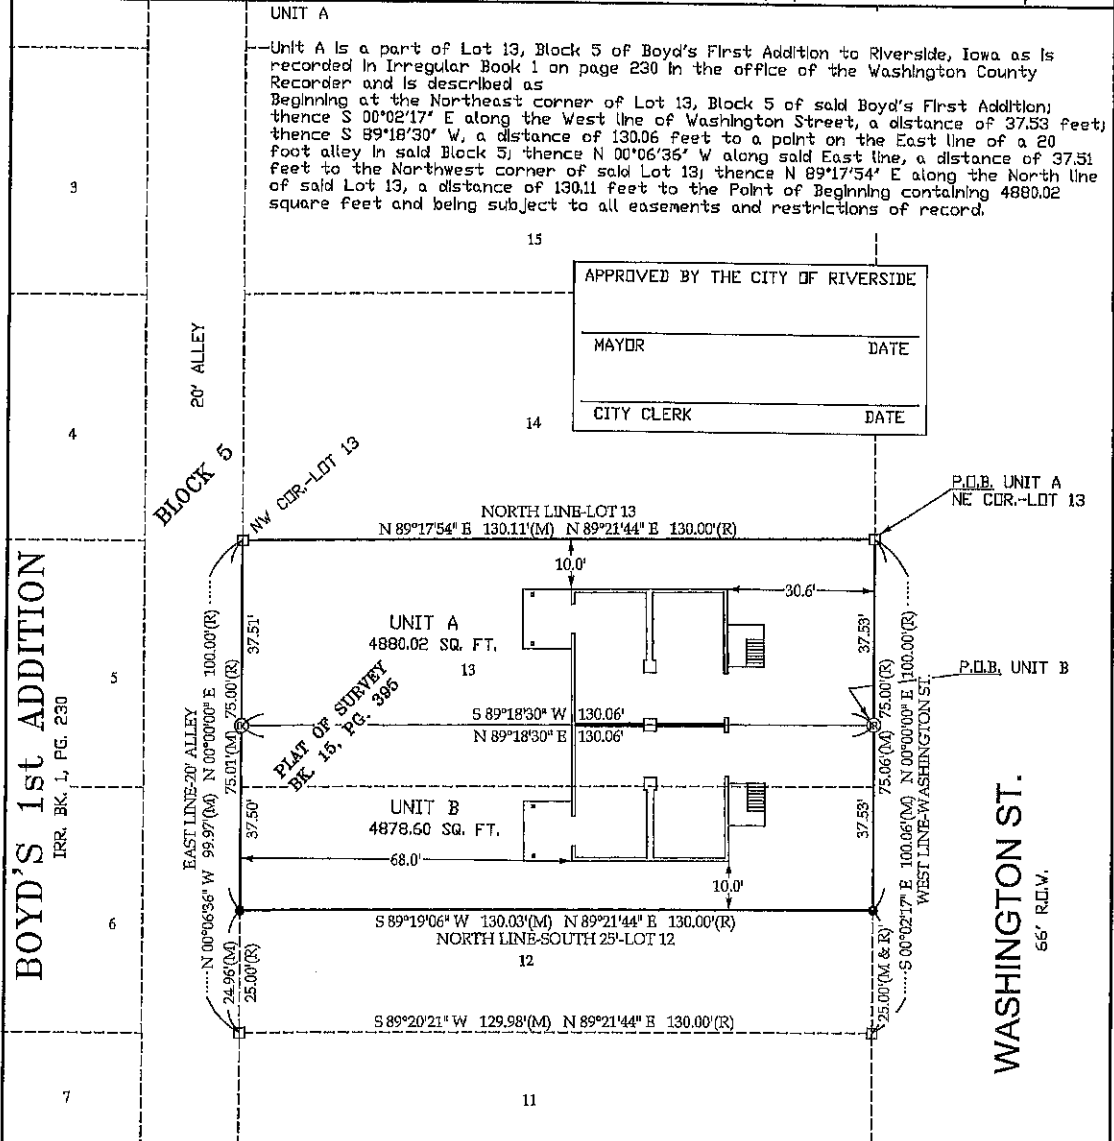 UNIT A
Unit A is a part of Lot 13, Block 5 of Boyd's First Addition to Riverside, Iowa as is
recorded in Irregular Book 1 on page 230 in the office of the Washington County
Recorder and is described as
Beginning at the Northeast corner of Lot 13, Block 5 of said Boyd's First Addition;
thence S 00°02'17" E along the West line of Washington Street, a distance of 37.53 feet;
thence S 89°18'30" W, a distance of 130.06 feet to a point on the East line of a 20
foot alley in said Block 5; thence N 00°06'36" W along said East line, a distance of 37.51
feet to the Northwest corner of said Lot 13; thence N 89°17'54" E along the North line
of said Lot 13, a distance of 130.11 feet to the Point of Beginning containing 4880.02
square feet and being subject to all easements and restrictions of record.
3
15
APPROVED BY THE CITY OF RIVERSIDE
MAYOR DATE
CITY CLERK DATE
20' ALLEY
4
14
BLOCK 5
NW COR.-LOT 13
P.O.B. UNIT A
NE COR.-LOT 13
NORTH LINE-LOT 13
N 89°17'54" E 130.11'(M) N 89°21'44" E 130.00'(R)
10.0'
30.6'
BOYD'S 1st ADDITION
IRR. BK. 1, PG. 230
5
UNIT A
4880.02 SQ. FT.
13
37.51'
37.53'
PLAT OF SURVEY
BK. 15, PG. 395
P.O.B. UNIT B
EAST LINE-20' ALLEY
N 00°06'36" W 99.97'(M) N 00°00'00" E 100.00'(R)
75.01'(M) 75.00'(R)
S 89°18'30" W 130.06'
N 89°18'30" E 130.06'
75.06'(M) 75.00'(R)
S 00°02'17" E 100.06'(M) N 00°00'00" E 100.00'(R)
WEST LINE-WASHINGTON ST.
UNIT B
4878.60 SQ. FT.
37.50'
37.53'
68.0'
10.0'
WASHINGTON ST.
66' R.O.W.
6
S 89°19'06" W 130.03'(M) N 89°21'44" E 130.00'(R)
NORTH LINE-SOUTH 25'-LOT 12
12
24.96'(M)
25.00'(R)
25.00'(M & R)
S 89°20'21" W 129.98'(M) N 89°21'44" E 130.00'(R)
7
11